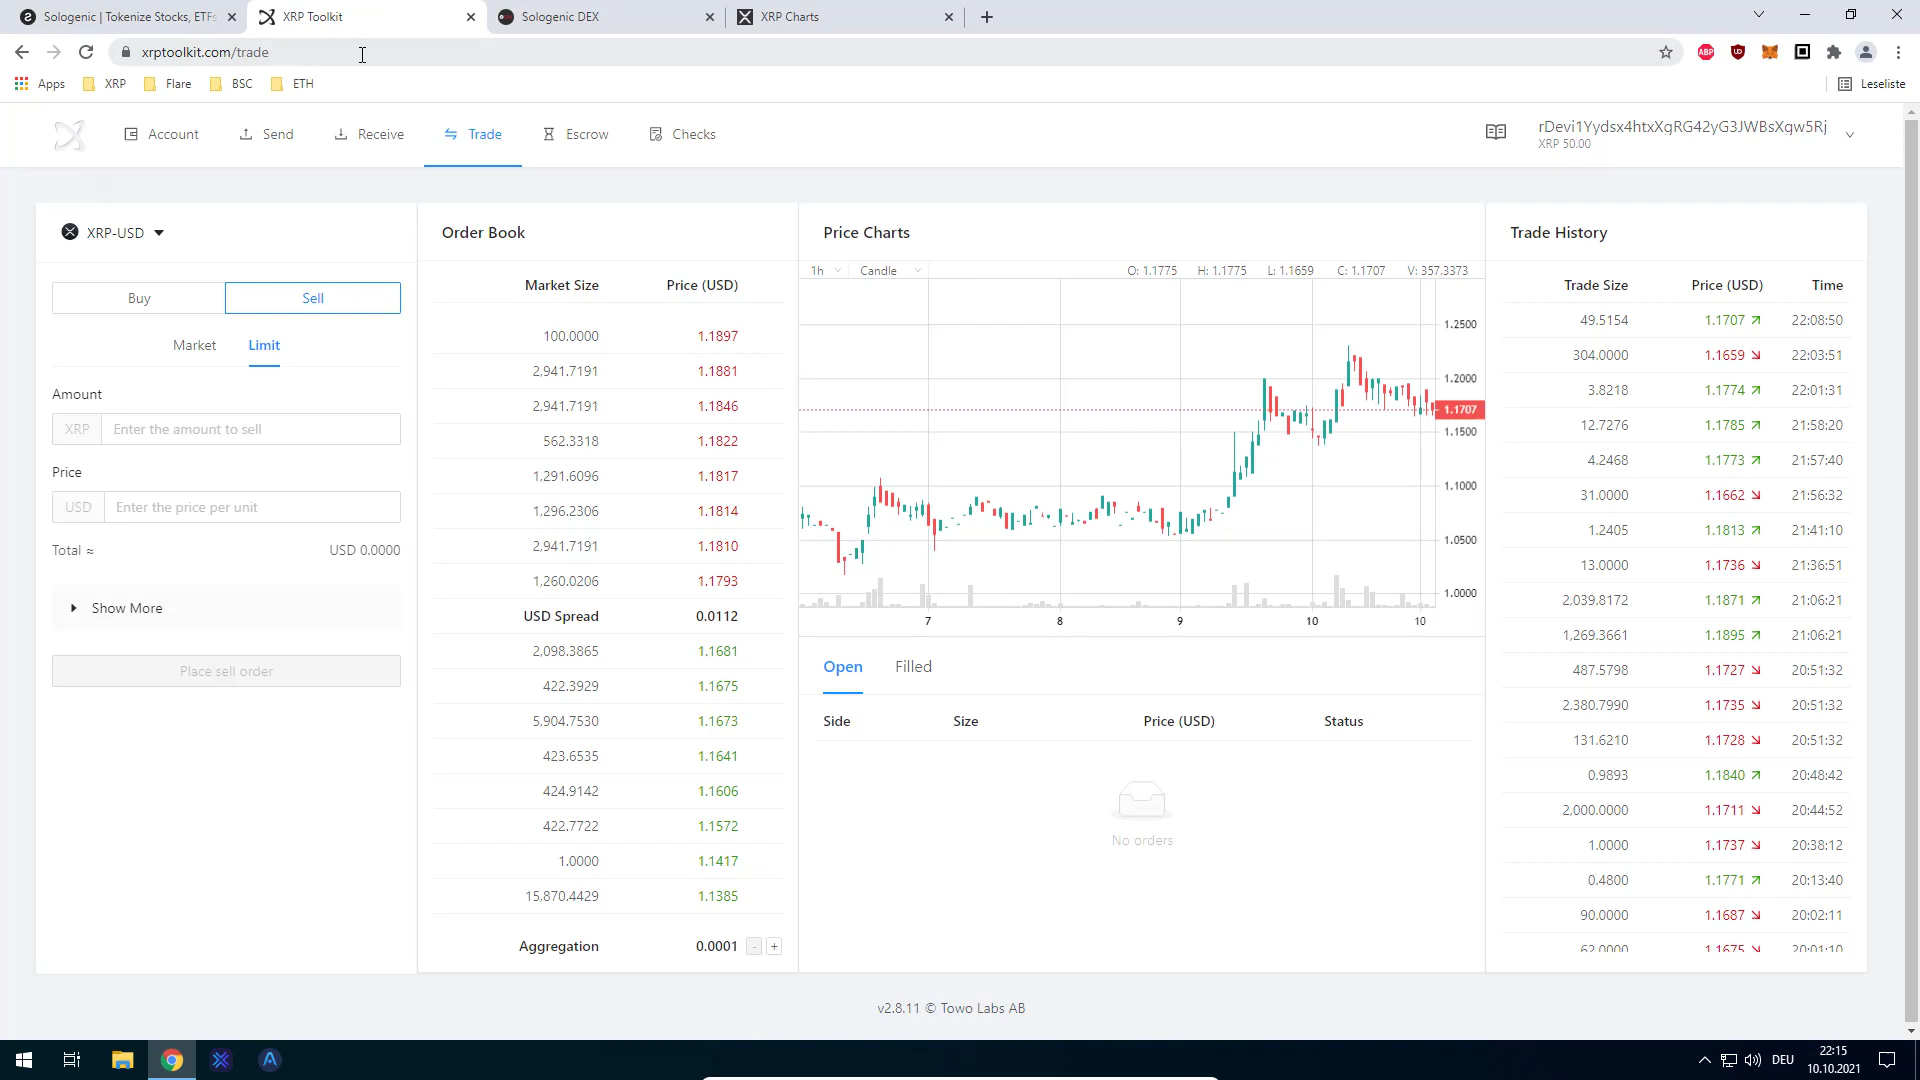 Sologenic | Tokenize Stocks, ETFs
XRP Toolkit
Sologenic DEX
XRP Charts
xrptoolkit.com/trade
ABP
Apps
XRP
Flare
BSC
ETH
Leseliste
Account
Send
Receive
Trade
Escrow
Checks
rDevi1Yydsx4htxXgRG42yG3JWBsXgw5Rj
XRP 50.00
XRP-USD
Buy
Sell
Market
Limit
Amount
XRP
Enter the amount to sell
Price
USD
Enter the price per unit
Total ≈
USD 0.0000
Show More
Place sell order
Order Book
Market Size Price (USD)
100.0000 1.1897
2,941.7191 1.1881
2,941.7191 1.1846
562.3318 1.1822
1,291.6096 1.1817
1,296.2306 1.1814
2,941.7191 1.1810
1,260.0206 1.1793
USD Spread 0.0112
2,098.3865 1.1681
422.3929 1.1675
5,904.7530 1.1673
423.6535 1.1641
424.9142 1.1606
422.7722 1.1572
1.0000 1.1417
15,870.4429 1.1385
Aggregation 0.0001 - +
Price Charts
1h Candle O: 1.1775 H: 1.1775 L: 1.1659 C: 1.1707 V: 357.3373
1.2500
1.2000
1.1707
1.1500
1.1000
1.0500
1.0000
7 8 9 10 10
Open
Filled
Side Size Price (USD) Status
No orders
Trade History
Trade Size Price (USD) Time
49.5154 1.1707 22:08:50
304.0000 1.1659 22:03:51
3.8218 1.1774 22:01:31
12.7276 1.1785 21:58:20
4.2468 1.1773 21:57:40
31.0000 1.1662 21:56:32
1.2405 1.1813 21:41:10
13.0000 1.1736 21:36:51
2,039.8172 1.1871 21:06:21
1,269.3661 1.1895 21:06:21
487.5798 1.1727 20:51:32
2,380.7990 1.1735 20:51:32
131.6210 1.1728 20:51:32
0.9893 1.1840 20:48:42
2,000.0000 1.1711 20:44:52
1.0000 1.1737 20:38:12
0.4800 1.1771 20:13:40
90.0000 1.1687 20:02:11
62.0000 1.1675 20:01:10
v2.8.11 © Towo Labs AB
DEU
22:15
10.10.2021